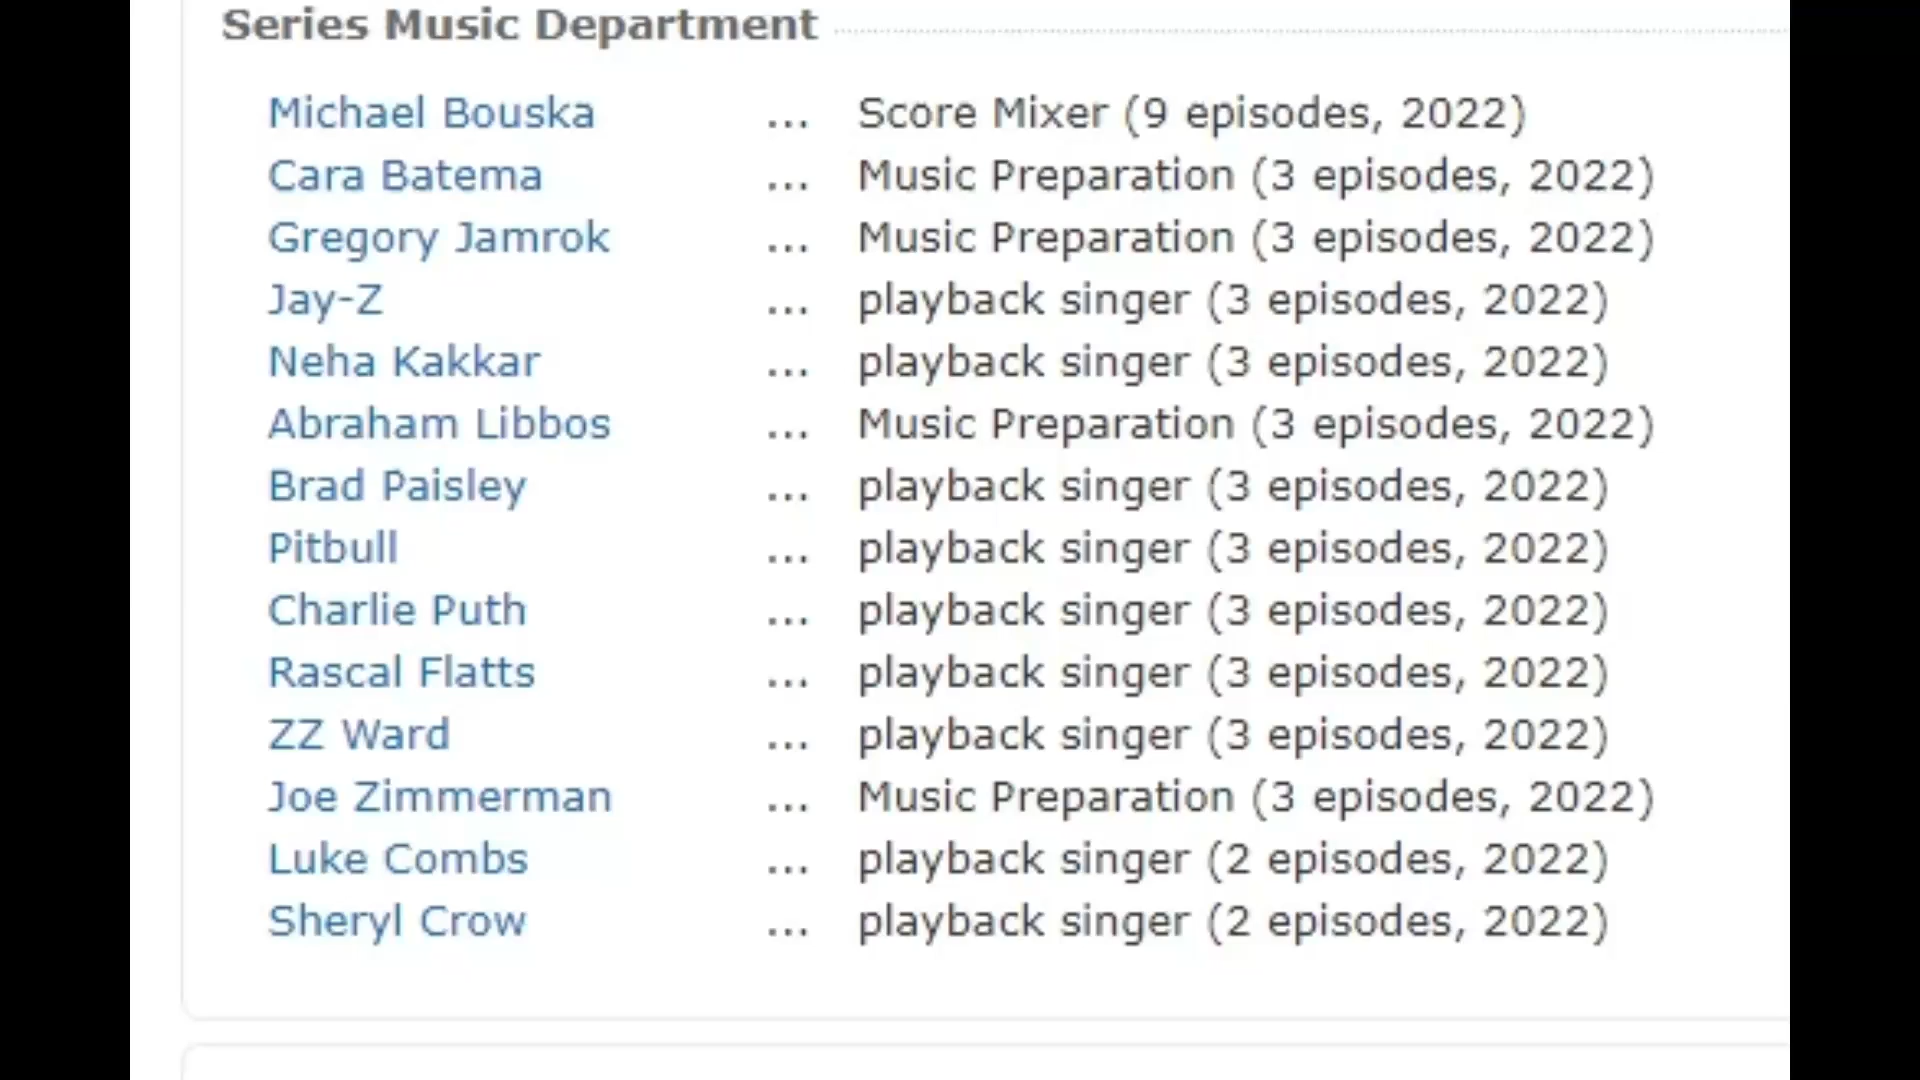 Series Music Department
Michael Bouska ... Score Mixer (9 episodes, 2022)
Cara Batema ... Music Preparation (3 episodes, 2022)
Gregory Jamrok ... Music Preparation (3 episodes, 2022)
Jay-Z ... playback singer (3 episodes, 2022)
Neha Kakkar ... playback singer (3 episodes, 2022)
Abraham Libbos ... Music Preparation (3 episodes, 2022)
Brad Paisley ... playback singer (3 episodes, 2022)
Pitbull ... playback singer (3 episodes, 2022)
Charlie Puth ... playback singer (3 episodes, 2022)
Rascal Flatts ... playback singer (3 episodes, 2022)
ZZ Ward ... playback singer (3 episodes, 2022)
Joe Zimmerman ... Music Preparation (3 episodes, 2022)
Luke Combs ... playback singer (2 episodes, 2022)
Sheryl Crow ... playback singer (2 episodes, 2022)